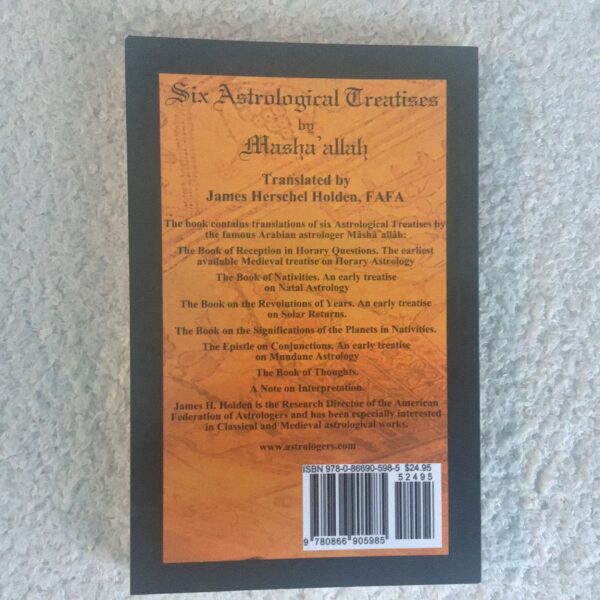 Six Astrological Treatises
by
Masha'allah
Translated by
James Herschel Holden, FAFA
The book contains translations of six Astrological Treatises by
the famous Arabian astrologer Mâshâ'allâh:
The Book of Reception in Horary Questions. The earliest
available Medieval treatise on Horary Astrology
The Book of Nativities. An early treatise
on Natal Astrology
The Book on the Revolutions of Years. An early treatise
on Solar Returns.
The Book on the Significations of the Planets in Nativities.
The Epistle on Conjunctions. An early treatise
on Mundane Astrology
The Book of Thoughts.
A Note on Interpretation.
James H. Holden is the Research Director of the American
Federation of Astrologers and has been especially interested
in Classical and Medieval astrological works.
www.astrologers.com
ISBN 978-0-86690-598-5 $24.95
52495
9 780866 905985